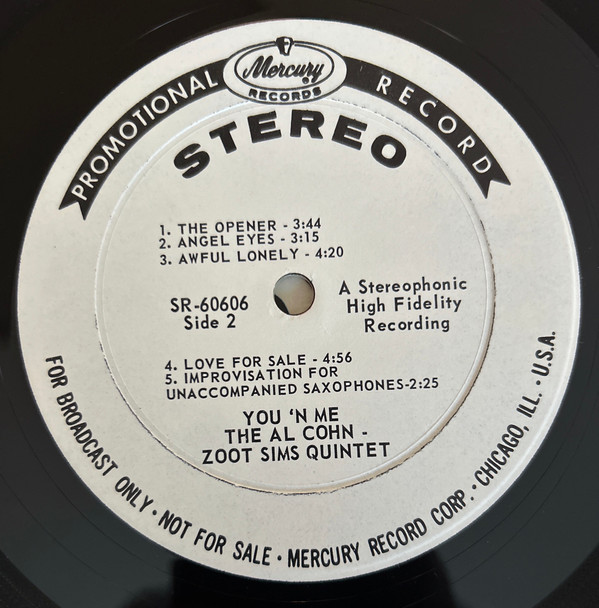 PROMOTIONAL RECORD
Mercury
RECORDS
STEREO
1. THE OPENER - 3:44
2. ANGEL EYES - 3:15
3. AWFUL LONELY - 4:20
SR-60606
Side 2
A Stereophonic
High Fidelity
Recording
4. LOVE FOR SALE - 4:56
5. IMPROVISATION FOR
UNACCOMPANIED SAXOPHONES-2:25
YOU 'N ME
THE AL COHN -
ZOOT SIMS QUINTET
FOR BROADCAST ONLY • NOT FOR SALE • MERCURY RECORD CORP. • CHICAGO, ILL. • U.S.A.